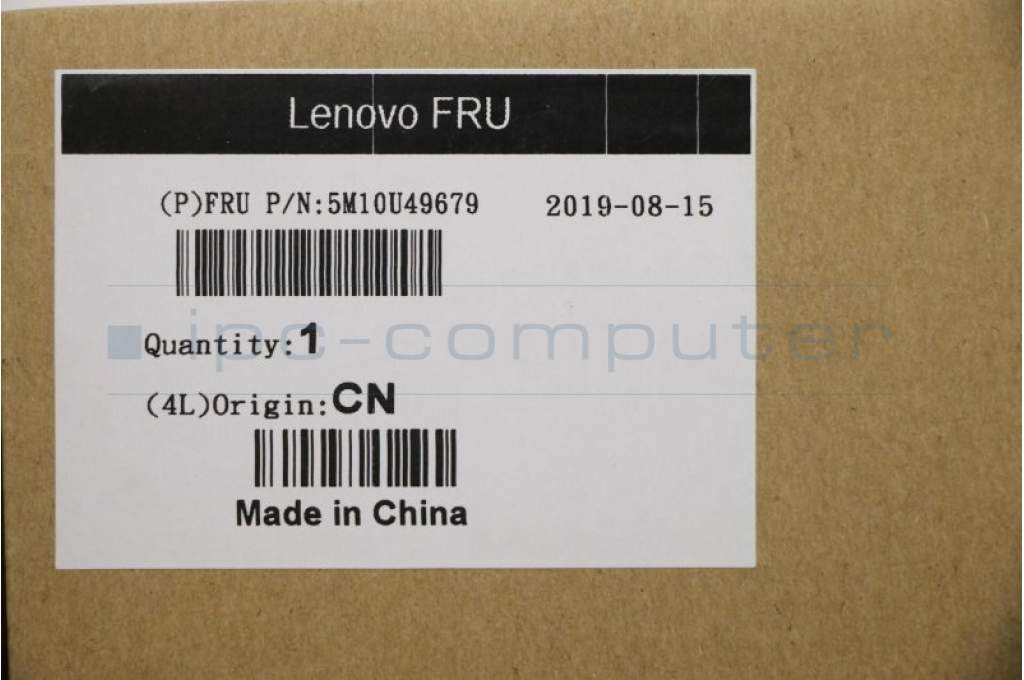 Lenovo FRU
(P)FRU P/N:5M10U49679 2019-08-15
ipc-computer
Quantity:1
(4L)Origin:CN
Made in China